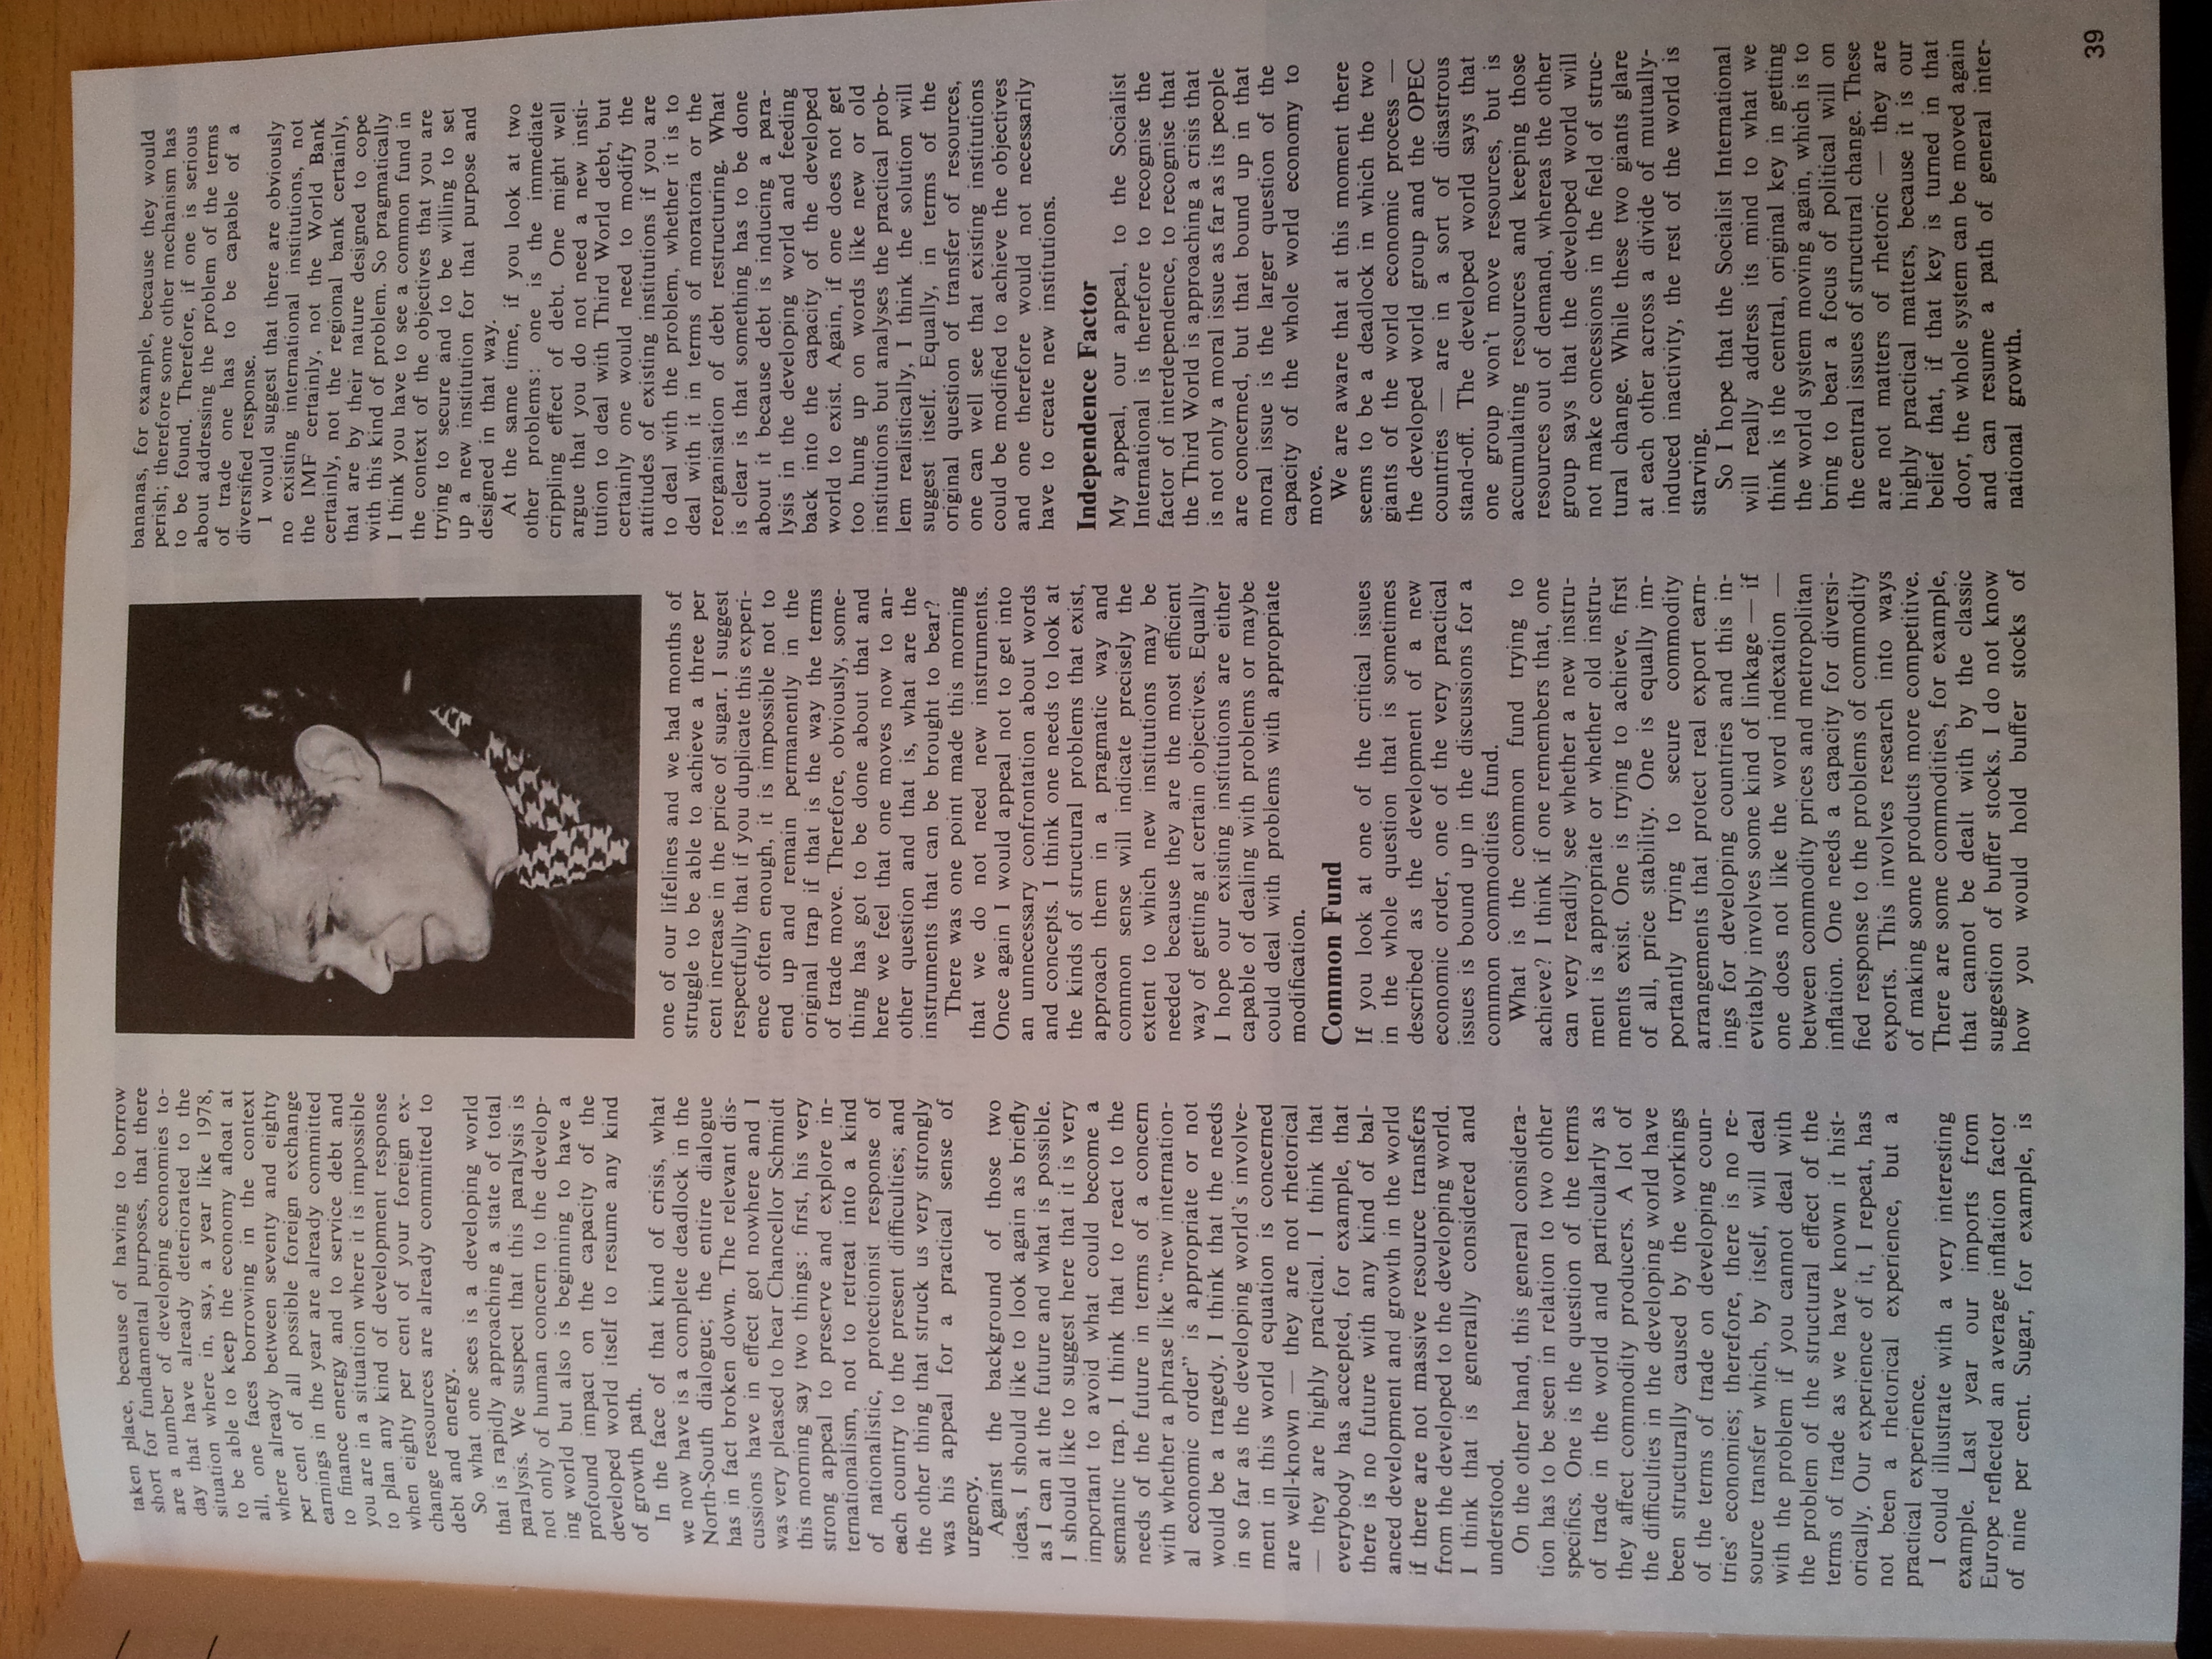 taken place, because of having to borrow
short for fundamental purposes, that there
are a number of developing economies to-
day that have already deteriorated to the
situation where in, say, a year like 1978,
to be able to keep the economy afloat at
all, one faces borrowing in the context
where already between seventy and eighty
per cent of all possible foreign exchange
earnings in the year are already committed
to finance energy and to service debt and
you are in a situation where it is impossible
to plan any kind of development response
when eighty per cent of your foreign ex-
change resources are already committed to
debt and energy.
So what one sees is a developing world
that is rapidly approaching a state of total
paralysis. We suspect that this paralysis is
not only of human concern to the develop-
ing world but also is beginning to have a
profound impact on the capacity of the
developed world itself to resume any kind
of growth path.
In the face of that kind of crisis, what
we now have is a complete deadlock in the
North-South dialogue; the entire dialogue
has in fact broken down. The relevant dis-
cussions have in effect got nowhere and I
was very pleased to hear Chancellor Schmidt
this morning say two things: first, his very
strong appeal to preserve and explore in-
ternationalism, not to retreat into a kind
of nationalistic, protectionist response of
each country to the present difficulties; and
the other thing that struck us very strongly
was his appeal for a practical sense of
urgency.
Against the background of those two
ideas, I should like to look again as briefly
as I can at the future and what is possible.
I should like to suggest here that it is very
important to avoid what could become a
semantic trap. I think that to react to the
needs of the future in terms of a concern
with whether a phrase like "new internation-
al economic order" is appropriate or not
would be a tragedy. I think that the needs
in so far as the developing world's involve-
ment in this world equation is concerned
are well-known — they are not rhetorical
— they are highly practical. I think that
everybody has accepted, for example, that
there is no future with any kind of bal-
anced development and growth in the world
if there are not massive resource transfers
from the developed to the developing world.
I think that is generally considered and
understood.
On the other hand, this general considera-
tion has to be seen in relation to two other
specifics. One is the question of the terms
of trade in the world and particularly as
they affect commodity producers. A lot of
the difficulties in the developing world have
been structurally caused by the workings
of the terms of trade on developing coun-
tries' economies; therefore, there is no re-
source transfer which, by itself, will deal
with the problem if you cannot deal with
the problem of the structural effect of the
terms of trade as we have known it hist-
orically. Our experience of it, I repeat, has
not been a rhetorical experience, but a
practical experience.
I could illustrate with a very interesting
example. Last year our imports from
Europe reflected an average inflation factor
of nine per cent. Sugar, for example, is
one of our lifelines and we had months of
struggle to be able to achieve a three per
cent increase in the price of sugar. I suggest
respectfully that if you duplicate this experi-
ence often enough, it is impossible not to
end up and remain permanently in the
original trap if that is the way the terms
of trade move. Therefore, obviously, some-
thing has got to be done about that and
here we feel that one moves now to an-
other question and that is, what are the
instruments that can be brought to bear?
There was one point made this morning
that we do not need new instruments.
Once again I would appeal not to get into
an unnecessary confrontation about words
and concepts. I think one needs to look at
the kinds of structural problems that exist,
approach them in a pragmatic way and
common sense will indicate precisely the
extent to which new institutions may be
needed because they are the most efficient
way of getting at certain objectives. Equally
I hope our existing institutions are either
capable of dealing with problems or maybe
could deal with problems with appropriate
modification.
Common Fund
If you look at one of the critical issues
in the whole question that is sometimes
described as the development of a new
economic order, one of the very practical
issues is bound up in the discussions for a
common commodities fund.
What is the common fund trying to
achieve? I think if one remembers that, one
can very readily see whether a new instru-
ment is appropriate or whether old instru-
ments exist. One is trying to achieve, first
of all, price stability. One is equally im-
portantly trying to secure commodity
arrangements that protect real export earn-
ings for developing countries and this in-
evitably involves some kind of linkage — if
one does not like the word indexation —
between commodity prices and metropolitan
inflation. One needs a capacity for diversi-
fied response to the problems of commodity
exports. This involves research into ways
of making some products more competitive.
There are some commodities, for example,
that cannot be dealt with by the classic
suggestion of buffer stocks. I do not know
how you would hold buffer stocks of
bananas, for example, because they would
perish; therefore some other mechanism has
to be found. Therefore, if one is serious
about addressing the problem of the terms
of trade one has to be capable of a
diversified response.
I would suggest that there are obviously
no existing international institutions, not
the IMF certainly, not the World Bank
certainly, not the regional bank certainly,
that are by their nature designed to cope
with this kind of problem. So pragmatically
I think you have to see a common fund in
the context of the objectives that you are
trying to secure and to be willing to set
up a new institution for that purpose and
designed in that way.
At the same time, if you look at two
other problems: one is the immediate
crippling effect of debt. One might well
argue that you do not need a new insti-
tution to deal with Third World debt, but
certainly one would need to modify the
attitudes of existing institutions if you are
to deal with the problem, whether it is to
deal with it in terms of moratoria or the
reorganisation of debt restructuring. What
is clear is that something has to be done
about it because debt is inducing a para-
lysis in the developing world and feeding
back into the capacity of the developed
world to exist. Again, if one does not get
too hung up on words like new or old
institutions but analyses the practical prob-
lem realistically, I think the solution will
suggest itself. Equally, in terms of the
original question of transfer of resources,
one can well see that existing institutions
could be modified to achieve the objectives
and one therefore would not necessarily
have to create new institutions.
Independence Factor
My appeal, our appeal, to the Socialist
International is therefore to recognise the
factor of interdependence, to recognise that
the Third World is approaching a crisis that
is not only a moral issue as far as its people
are concerned, but that bound up in that
moral issue is the larger question of the
capacity of the whole world economy to
move.
We are aware that at this moment there
seems to be a deadlock in which the two
giants of the world economic process —
the developed world group and the OPEC
countries — are in a sort of disastrous
stand-off. The developed world says that
one group won't move resources, but is
accumulating resources and keeping those
resources out of demand, whereas the other
group says that the developed world will
not make concessions in the field of struc-
tural change. While these two giants glare
at each other across a divide of mutually-
induced inactivity, the rest of the world is
starving.
So I hope that the Socialist International
will really address its mind to what we
think is the central, original key in getting
the world system moving again, which is to
bring to bear a focus of political will on
the central issues of structural change. These
are not matters of rhetoric — they are
highly practical matters, because it is our
belief that, if that key is turned in that
door, the whole system can be moved again
and can resume a path of general inter-
national growth.
39